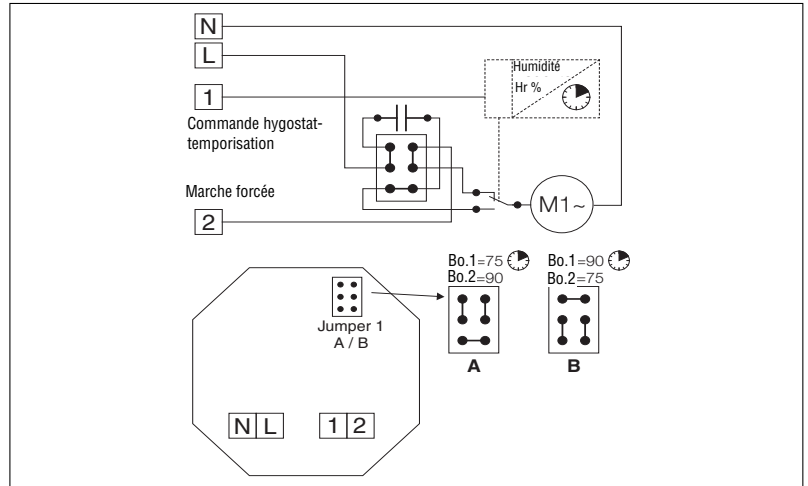 N
L
Humidité
Hr %
1
Commande hygostat-
temporisation
Marche forcée
M1~
2
Bo.1=75
Bo.2=90
Bo.1=90
Bo.2=75
Jumper 1
A / B
A
B
N L 1 2